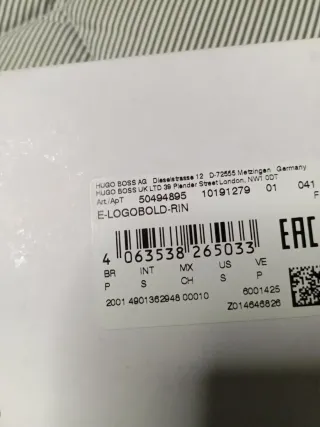 HUGO BOSS AG Dieselstrasse 12 D-72555 Metzingen Germany
HUGO BOSS UK LTD 39 Plender Street London, NW1 0DT
Art/ApT 50494895 10191279 01 041
E-LOGOBOLD-RIN F
EAC
4 063538 265033
BR INT MX US VE
P S CH S P
2001 4901362948 00010 6001425
Z014646826